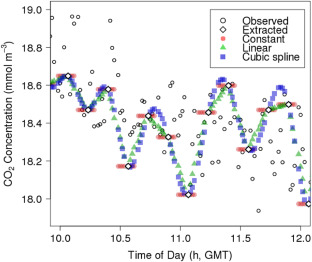 19.0
18.8
18.6
18.4
18.2
18.0
CO2 Concentration (mmol m−3)
Observed
Extracted
Constant
Linear
Cubic spline
10.0
10.5
11.0
11.5
12.0
Time of Day (h, GMT)